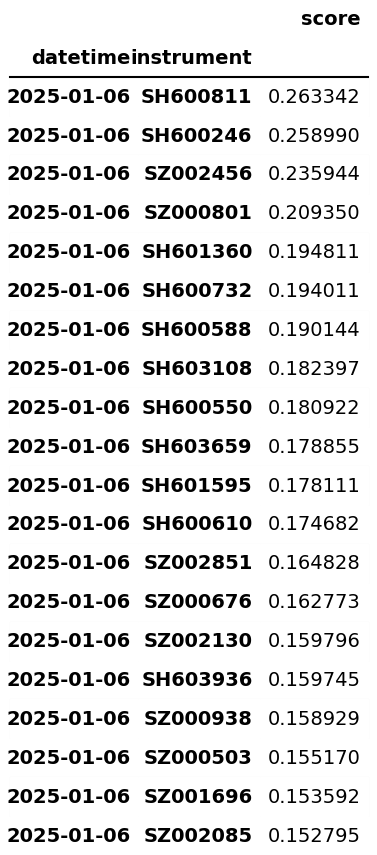 score
datetime instrument
2025-01-06 SH600811 0.263342
2025-01-06 SH600246 0.258990
2025-01-06 SZ002456 0.235944
2025-01-06 SZ000801 0.209350
2025-01-06 SH601360 0.194811
2025-01-06 SH600732 0.194011
2025-01-06 SH600588 0.190144
2025-01-06 SH603108 0.182397
2025-01-06 SH600550 0.180922
2025-01-06 SH603659 0.178855
2025-01-06 SH601595 0.178111
2025-01-06 SH600610 0.174682
2025-01-06 SZ002851 0.164828
2025-01-06 SZ000676 0.162773
2025-01-06 SZ002130 0.159796
2025-01-06 SH603936 0.159745
2025-01-06 SZ000938 0.158929
2025-01-06 SZ000503 0.155170
2025-01-06 SZ001696 0.153592
2025-01-06 SZ002085 0.152795